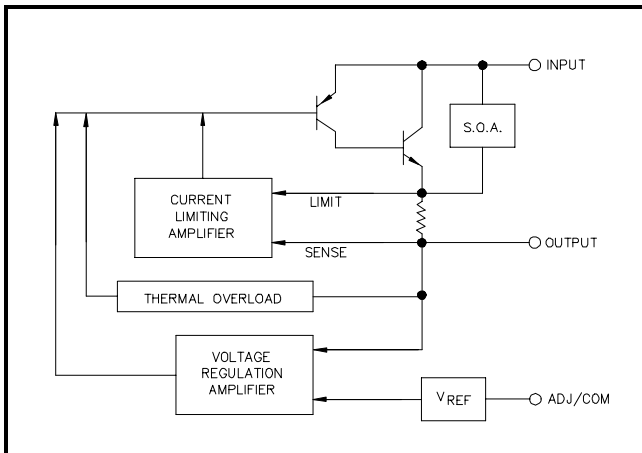 INPUT
S.O.A.
CURRENT
LIMITING
AMPLIFIER
LIMIT
SENSE
OUTPUT
THERMAL OVERLOAD
VOLTAGE
REGULATION
AMPLIFIER
VREF
ADJ/COM